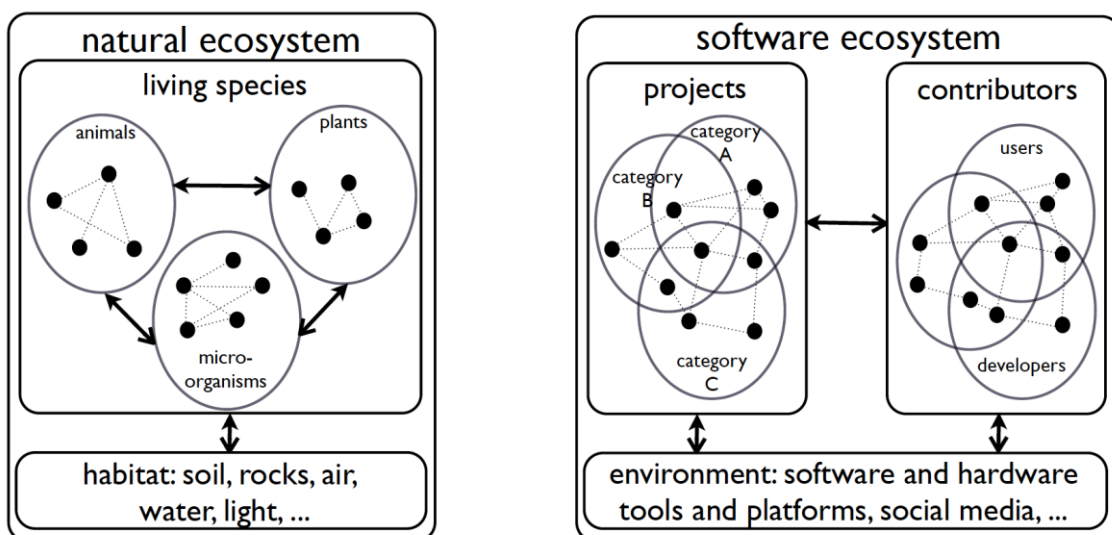 natural ecosystem
living species
animals
plants
micro-
organisms
habitat: soil, rocks, air,
water, light, ...
software ecosystem
projects
category
A
category
B
category
C
contributors
users
developers
environment: software and hardware
tools and platforms, social media, ...